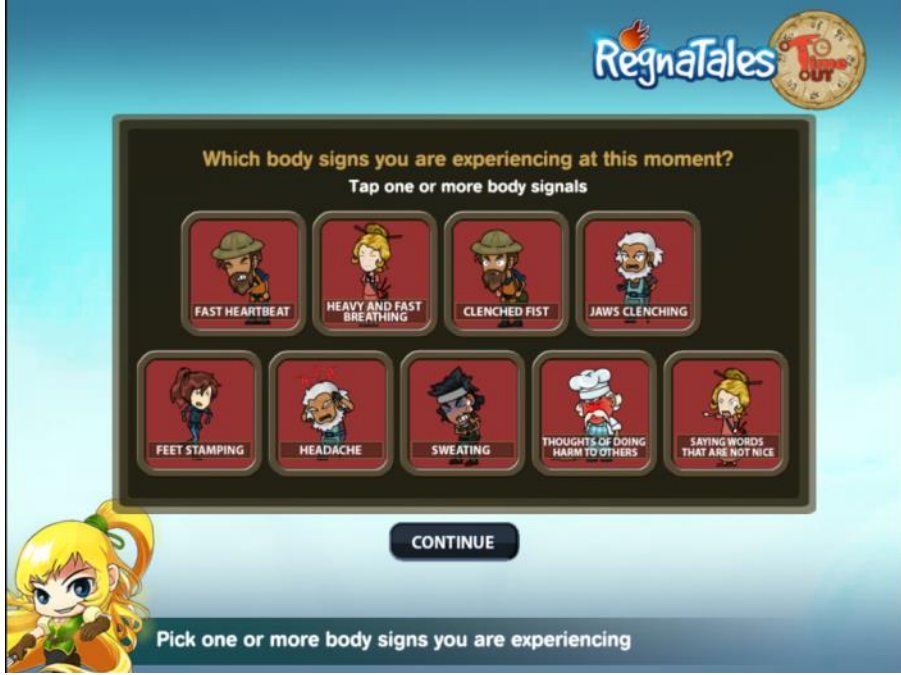 RegnaTales
Time
OUT
Which body signs you are experiencing at this moment?
Tap one or more body signals
FAST HEARTBEAT
HEAVY AND FAST
BREATHING
CLENCHED FIST
JAWS CLENCHING
FEET STAMPING
HEADACHE
SWEATING
THOUGHTS OF DOING
HARM TO OTHERS
SAYING WORDS
THAT ARE NOT NICE
CONTINUE
Pick one or more body signs you are experiencing